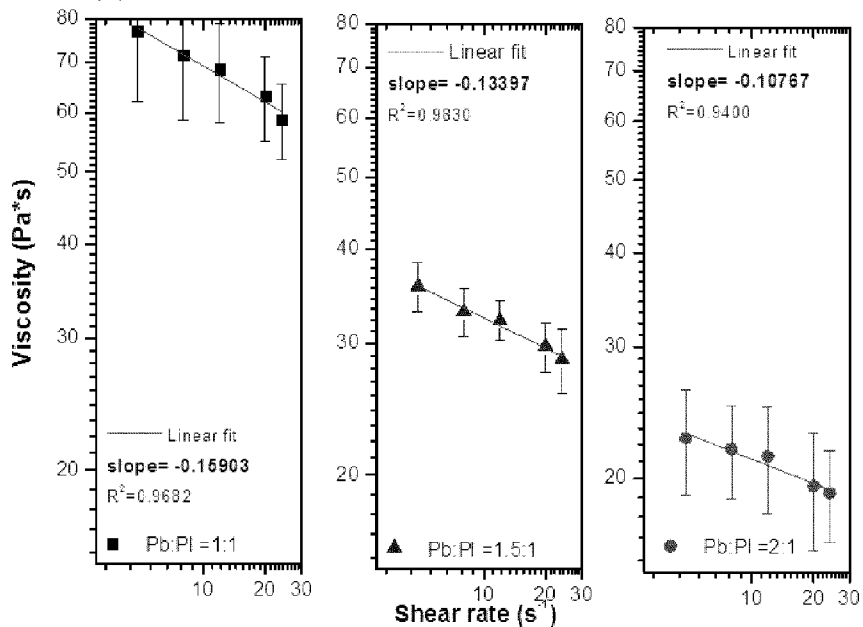 Viscosity (Pa*s)
80
70
60
50
40
30
20
Linear fit
slope= -0.15903
R²=0.9682
Pb:Pl =1:1
10 20 30
80
70
60
50
40
30
20
Linear fit
slope= -0.13397
R²=0.9830
Pb:Pl =1.5:1
10 20 30
80
70
60
50
40
30
20
Linear fit
slope= -0.10767
R²=0.9400
Pb:Pl =2:1
10 20 30
Shear rate (s⁻¹)